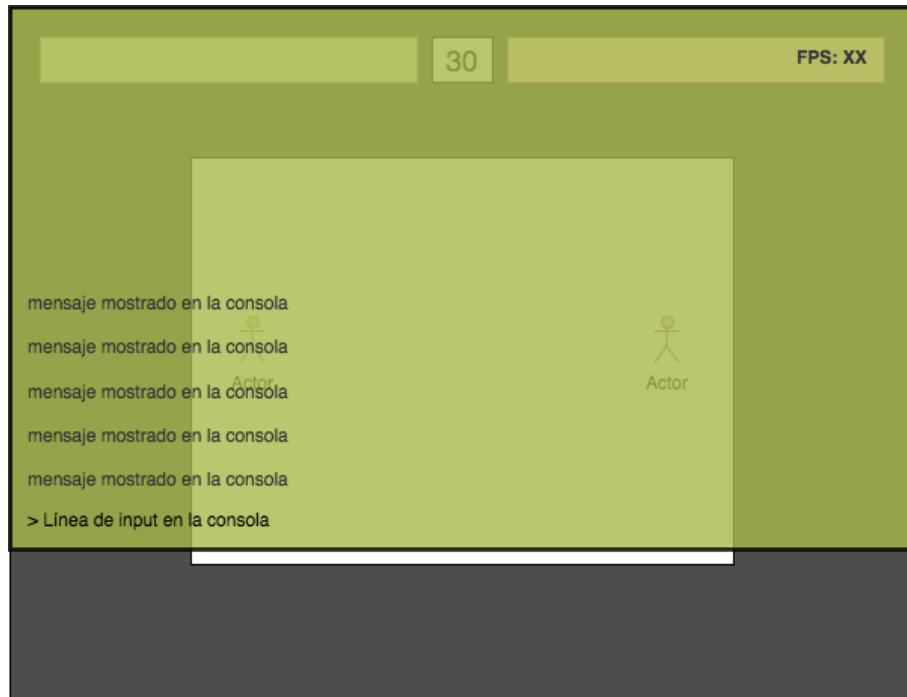 30
FPS: XX
mensaje mostrado en la consola
mensaje mostrado en la consola
Actor
Actor
mensaje mostrado en la consola
mensaje mostrado en la consola
mensaje mostrado en la consola
> Línea de input en la consola